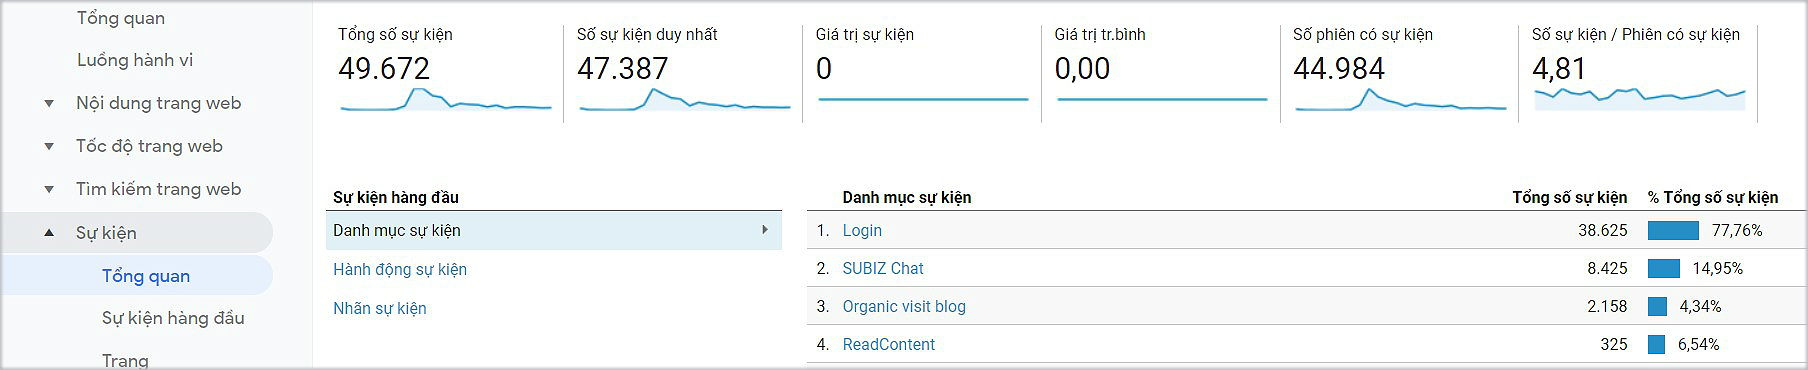 Tổng quan
Luồng hành vi
Nội dung trang web
Tốc độ trang web
Tìm kiếm trang web
Sự kiện
Tổng quan
Sự kiện hàng đầu
Trang
Tổng số sự kiện Số sự kiện duy nhất Giá trị sự kiện Giá trị tr.bình Số phiên có sự kiện Số sự kiện / Phiên có sự kiện
49.672 47.387 0 0,00 44.984 4,81
Sự kiện hàng đầu
Danh mục sự kiện
Hành động sự kiện
Nhãn sự kiện
Danh mục sự kiện Tổng số sự kiện % Tổng số sự kiện
1. Login 38.625 77,76%
2. SUBIZ Chat 8.425 14,95%
3. Organic visit blog 2.158 4,34%
4. ReadContent 325 6,54%